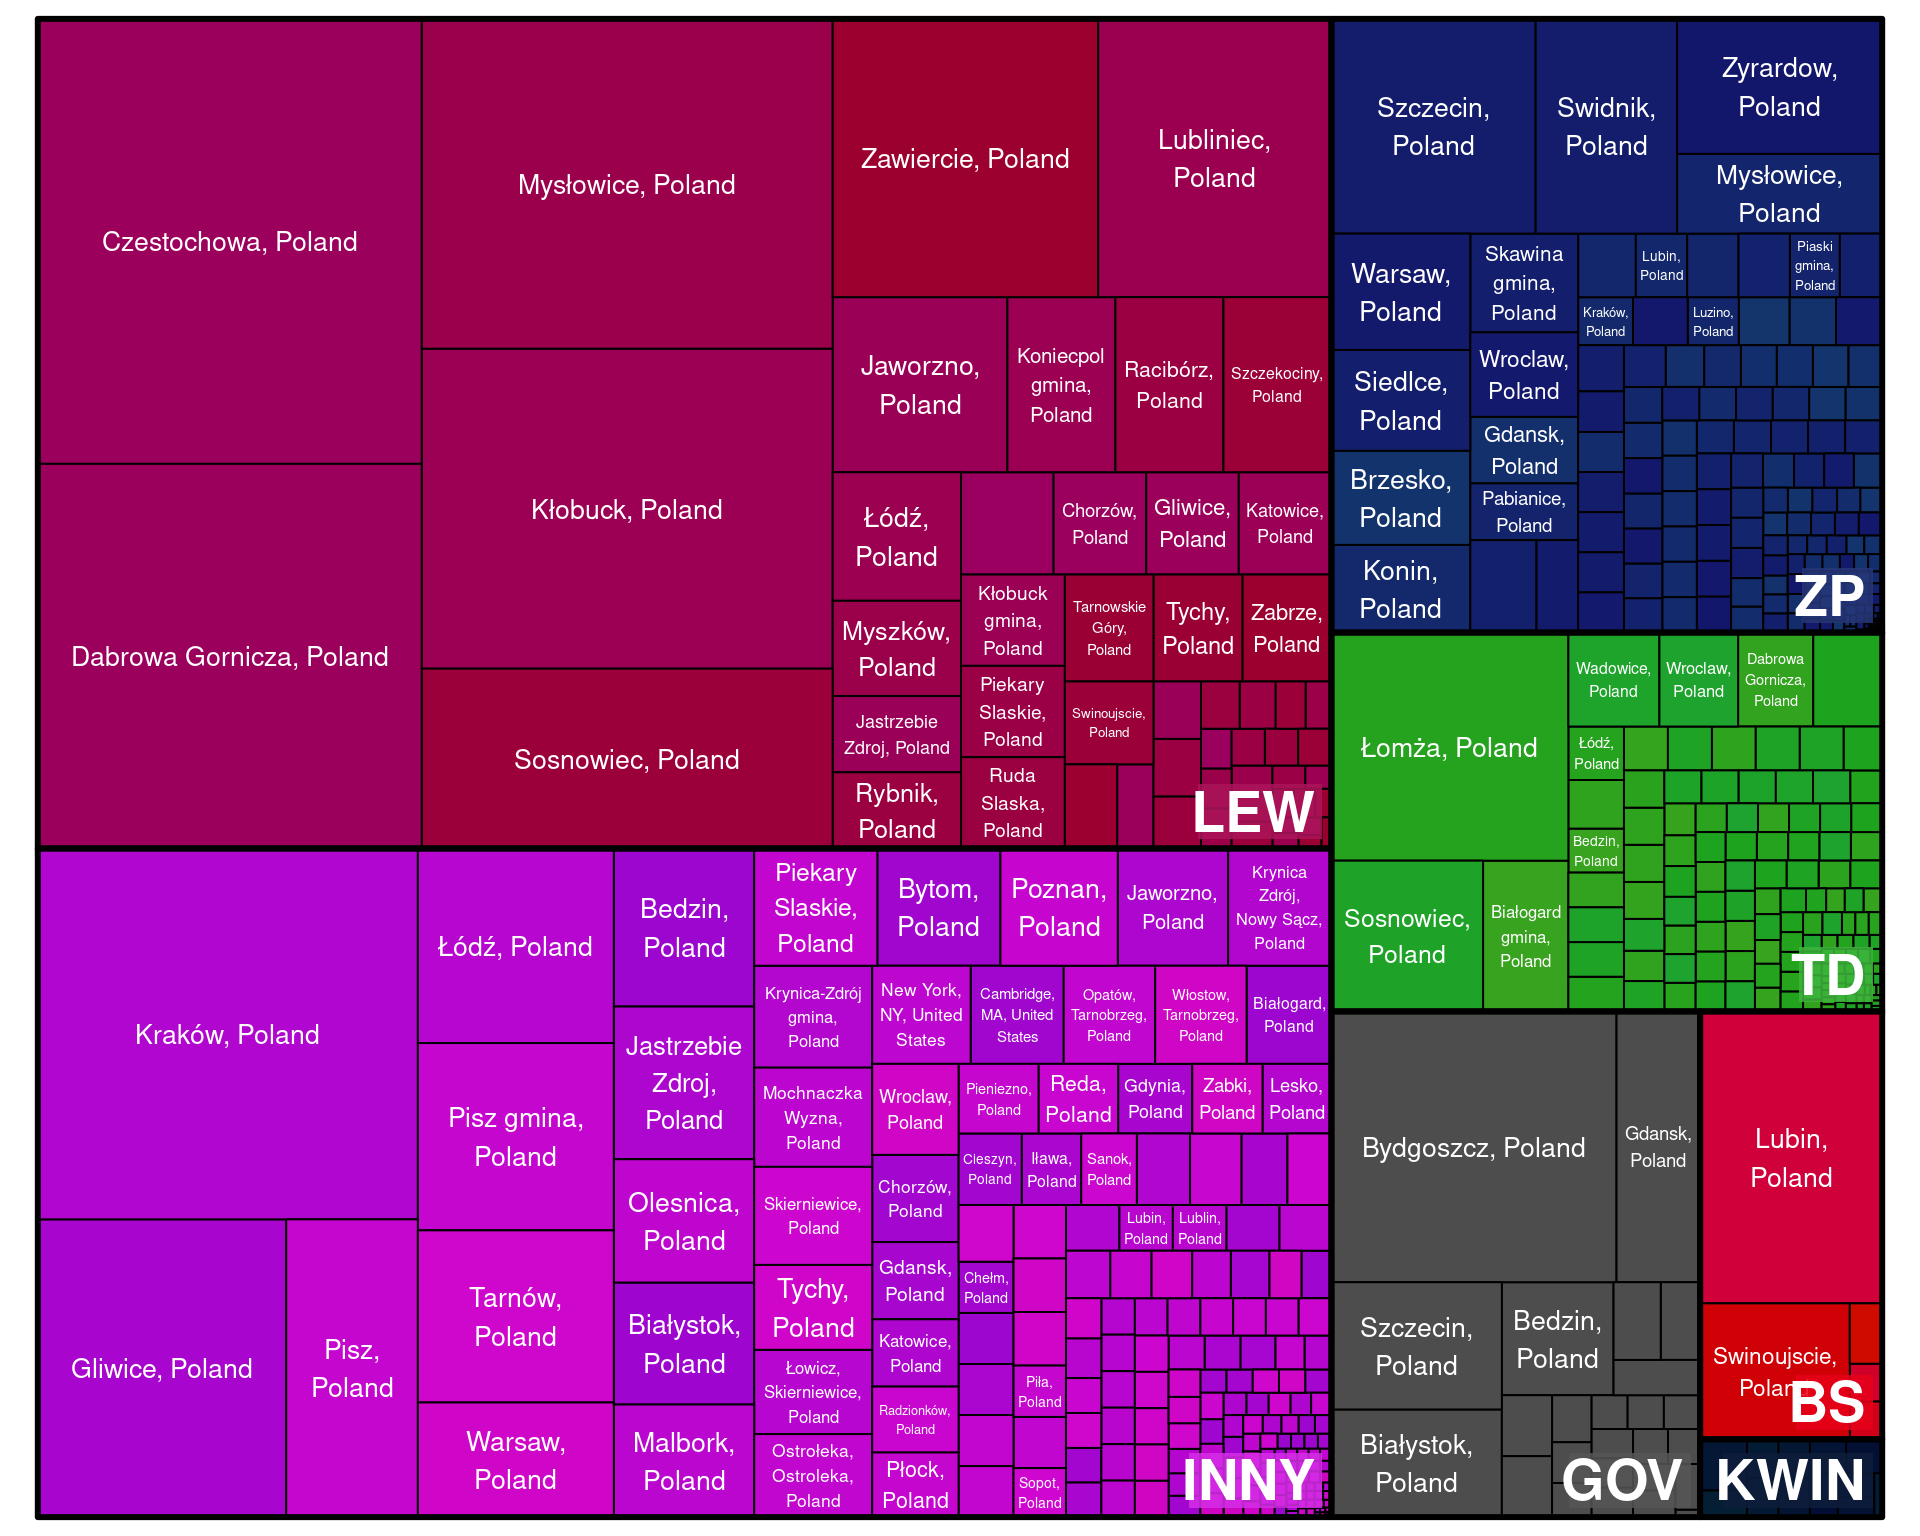 Czestochowa, Poland
Dabrowa Gornicza, Poland
Mysłowice, Poland
Kłobuck, Poland
Sosnowiec, Poland
Zawiercie, Poland
Lubliniec,
Poland
Jaworzno,
Poland
Koniecpol
gmina,
Poland
Racibórz,
Poland
Szczekociny,
Poland
Łódź,
Poland
Myszków,
Poland
Jastrzebie
Zdroj, Poland
Rybnik,
Poland
Chorzów,
Poland
Gliwice,
Poland
Katowice,
Poland
Kłobuck
gmina,
Poland
Piekary
Slaskie,
Poland
Ruda
Slaska,
Poland
Tarnowskie
Góry,
Poland
Tychy,
Poland
Zabrze,
Poland
Swinoujscie,
Poland
LEW
Szczecin,
Poland
Swidnik,
Poland
Zyrardow,
Poland
Mysłowice,
Poland
Warsaw,
Poland
Siedlce,
Poland
Brzesko,
Poland
Konin,
Poland
Skawina
gmina,
Poland
Wroclaw,
Poland
Gdansk,
Poland
Pabianice,
Poland
Lubin,
Poland
Piaski
gmina,
Poland
Kraków,
Poland
Luzino,
Poland
ZP
Łomża, Poland
Sosnowiec,
Poland
Białogard
gmina,
Poland
Wadowice,
Poland
Wroclaw,
Poland
Dabrowa
Gornicza,
Poland
Łódź,
Poland
Bedzin,
Poland
TD
Kraków, Poland
Gliwice, Poland
Pisz,
Poland
Łódź, Poland
Pisz gmina,
Poland
Tarnów,
Poland
Warsaw,
Poland
Bedzin,
Poland
Jastrzebie
Zdroj,
Poland
Olesnica,
Poland
Białystok,
Poland
Malbork,
Poland
Piekary
Slaskie,
Poland
Bytom,
Poland
Poznan,
Poland
Jaworzno,
Poland
Krynica
Zdrój,
Nowy Sącz,
Poland
Krynica-Zdrój
gmina,
Poland
Mochnaczka
Wyzna,
Poland
Skierniewice,
Poland
Tychy,
Poland
Łowicz,
Skierniewice,
Poland
Ostrołeka,
Ostroleka,
Poland
New York,
NY, United
States
Cambridge,
MA, United
States
Opatów,
Tarnobrzeg,
Poland
Włostow,
Tarnobrzeg,
Poland
Białogard,
Poland
Wroclaw,
Poland
Chorzów,
Poland
Gdansk,
Poland
Katowice,
Poland
Radzionków,
Poland
Płock,
Poland
Pieniezno,
Poland
Reda,
Poland
Gdynia,
Poland
Zabki,
Poland
Lesko,
Poland
Cieszyn,
Poland
Iława,
Poland
Sanok,
Poland
Chełm,
Poland
Lubin,
Poland
Lublin,
Poland
Piła,
Poland
Sopot,
Poland
INNY
Bydgoszcz, Poland
Gdansk,
Poland
Szczecin,
Poland
Białystok,
Poland
Bedzin,
Poland
GOV
Lubin,
Poland
Swinoujscie,
Poland
BS
KWIN